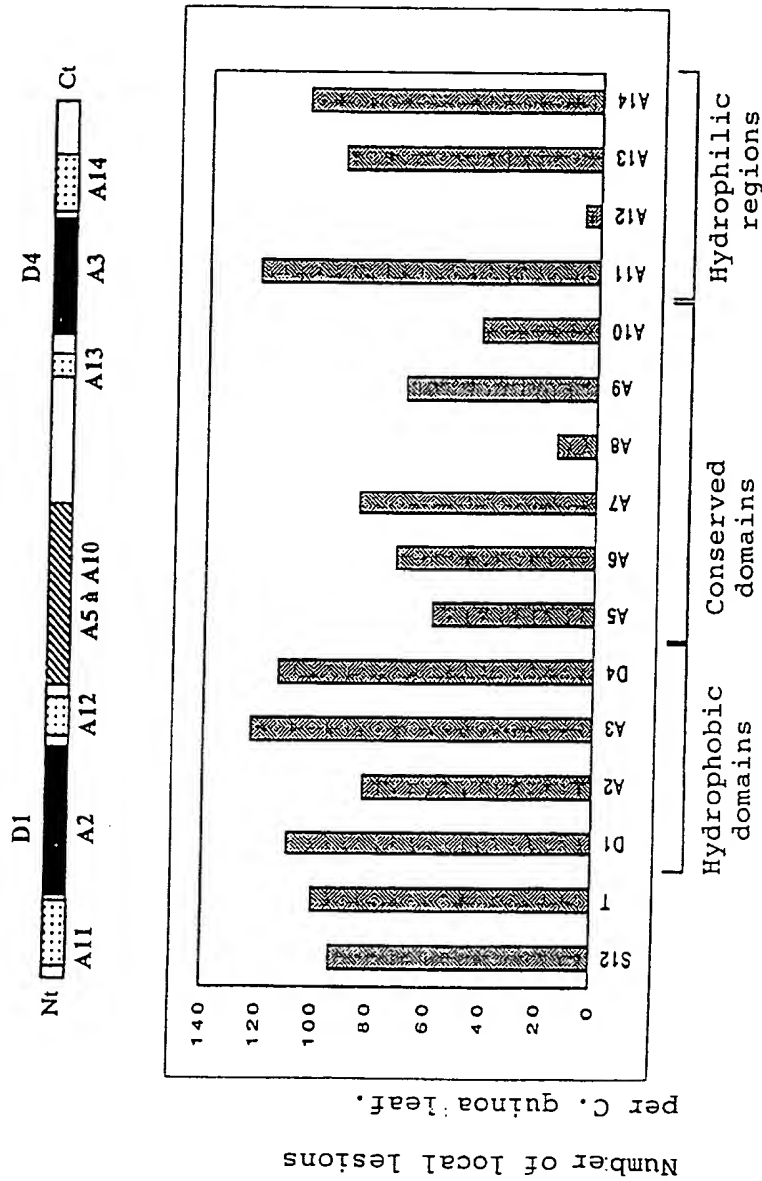 D1 D4
Nt Ct
A11 A2 A12 A5 à A10 A13 A3 A14
Number of local lesions
per C. quinoa leaf.
140
120
100
80
60
40
20
0
S12 T D1 A2 A3 D4 A5 A6 A7 A8 A9 A10 A11 A12 A13 A14
Hydrophobic
domains
Conserved
domains
Hydrophilic
regions